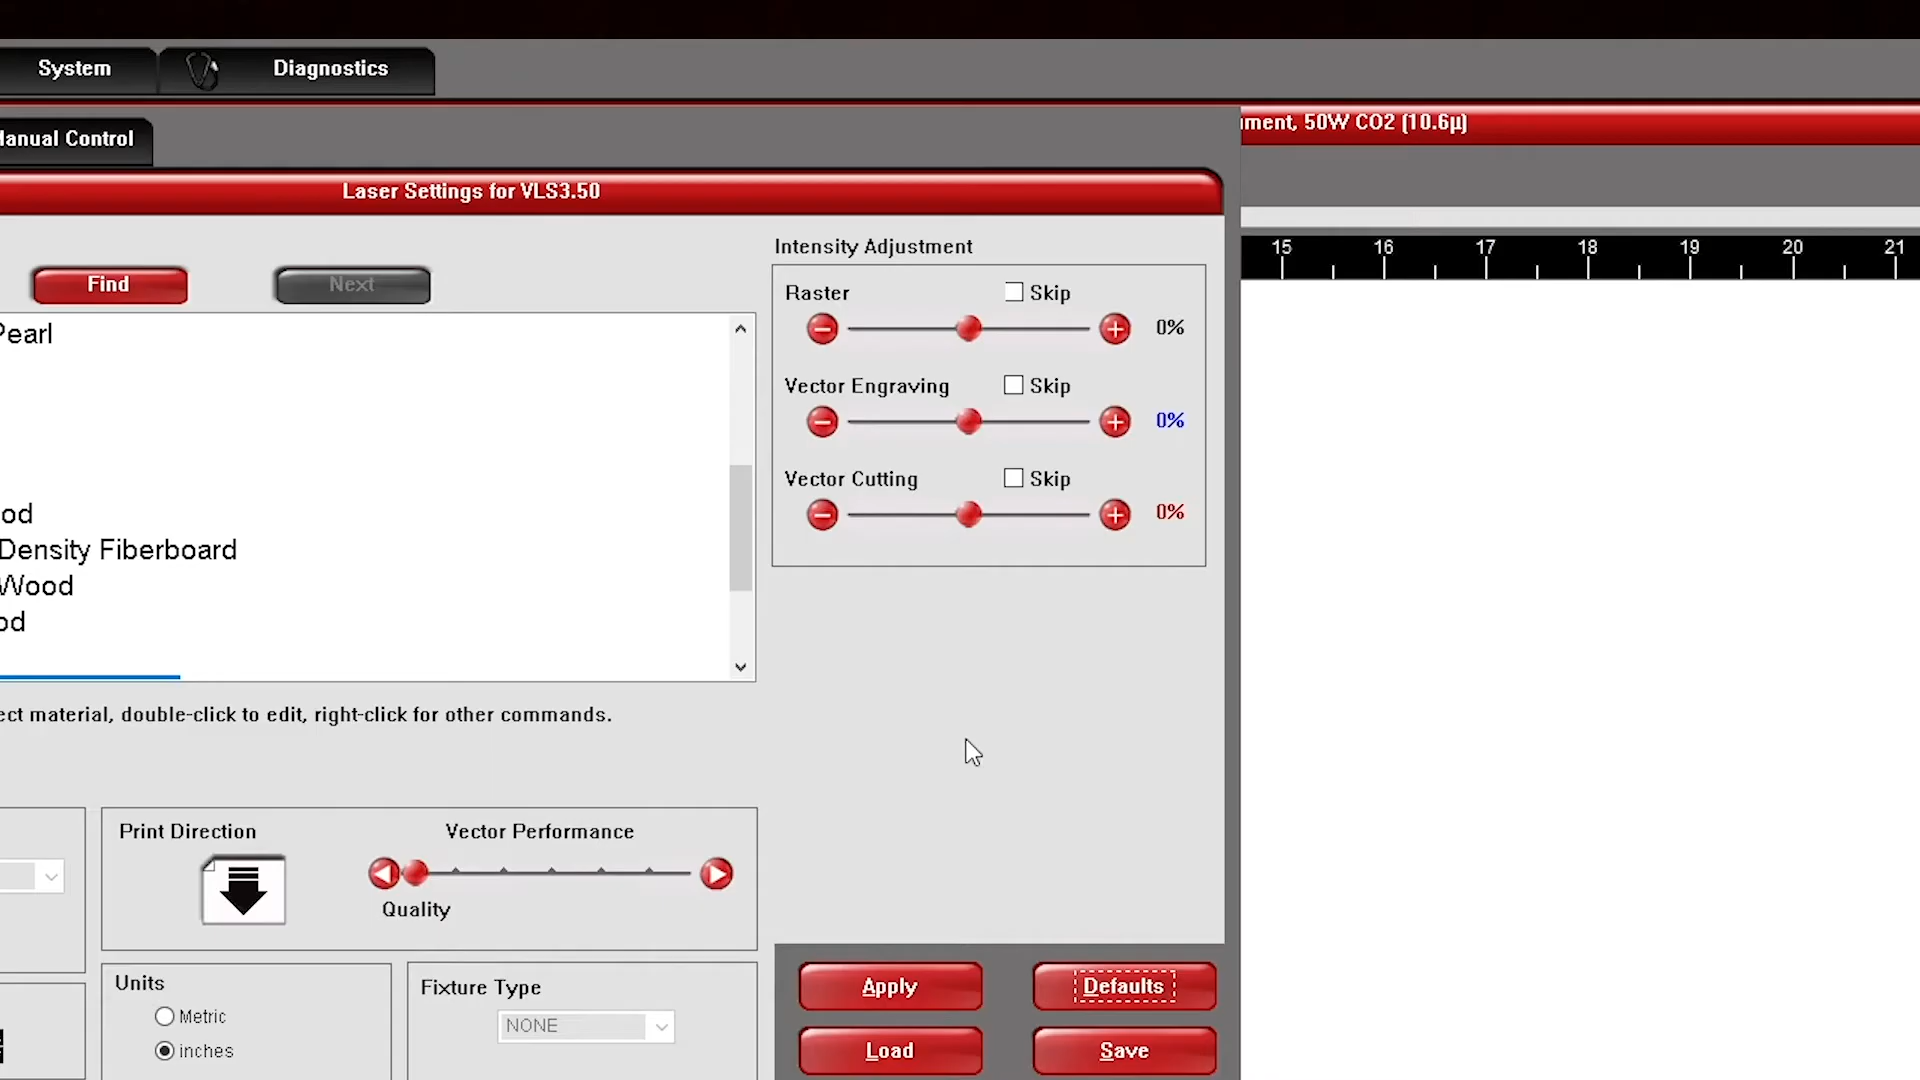 System
Diagnostics
Manual Control
ment, 50W CO2 (10.6µ)
Laser Settings for VLS3.50
15 16 17 18 19 20 21
Find
Next
Pearl
od
Density Fiberboard
Wood
od
ect material, double-click to edit, right-click for other commands.
Intensity Adjustment
Raster
Skip
0%
Vector Engraving
Skip
0%
Vector Cutting
Skip
0%
Print Direction
Vector Performance
Quality
Units
Metric
inches
Fixture Type
NONE
Apply
Defaults
Load
Save